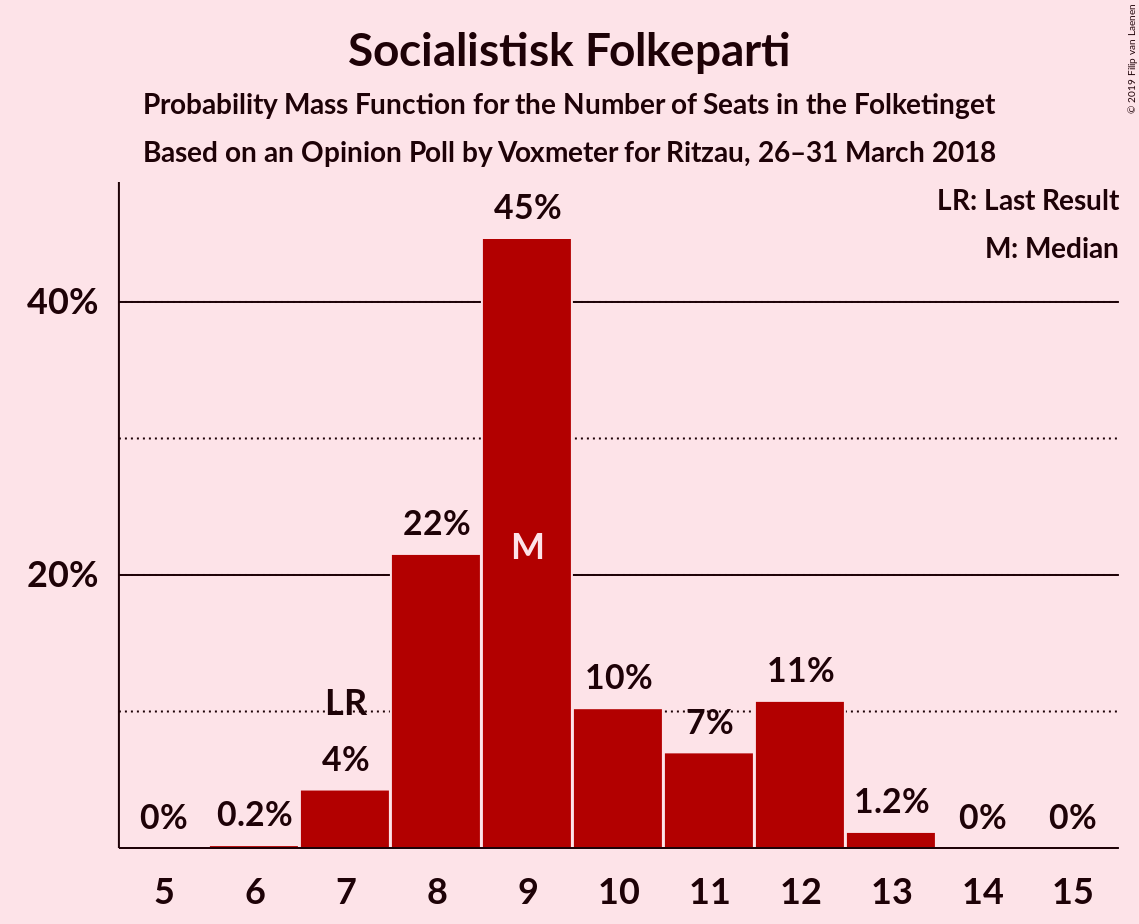 Socialistisk Folkeparti
Probability Mass Function for the Number of Seats in the Folketinget
Based on an Opinion Poll by Voxmeter for Ritzau, 26–31 March 2018
© 2019 Filip van Laenen
LR: Last Result
M: Median
45%
40%
22%
M
20%
LR
10%
11%
7%
4%
0%
0.2%
1.2%
0%
0%
5 6 7 8 9 10 11 12 13 14 15